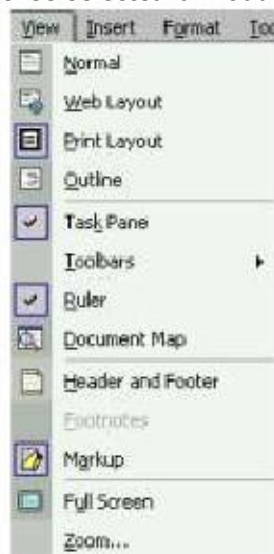 View Insert Format
Normal
Web Layout
Print Layout
Outline
Task Pane
Toolbars
Ruler
Document Map
Header and Footer
Footnotes
Markup
Full Screen
Zoom...